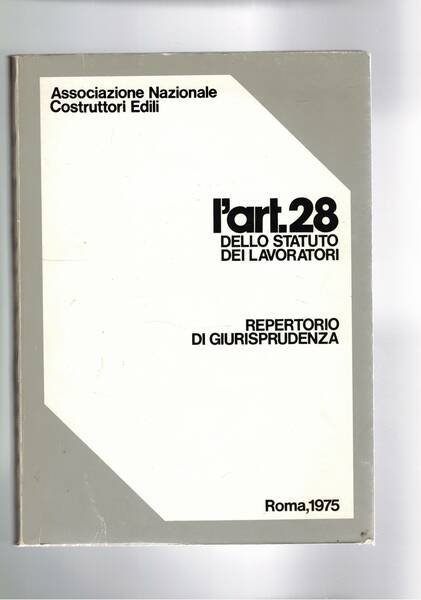 Associazione Nazionale
Costruttori Edili
l'art.28
DELLO STATUTO
DEI LAVORATORI
REPERTORIO
DI GIURISPRUDENZA
Roma,1975